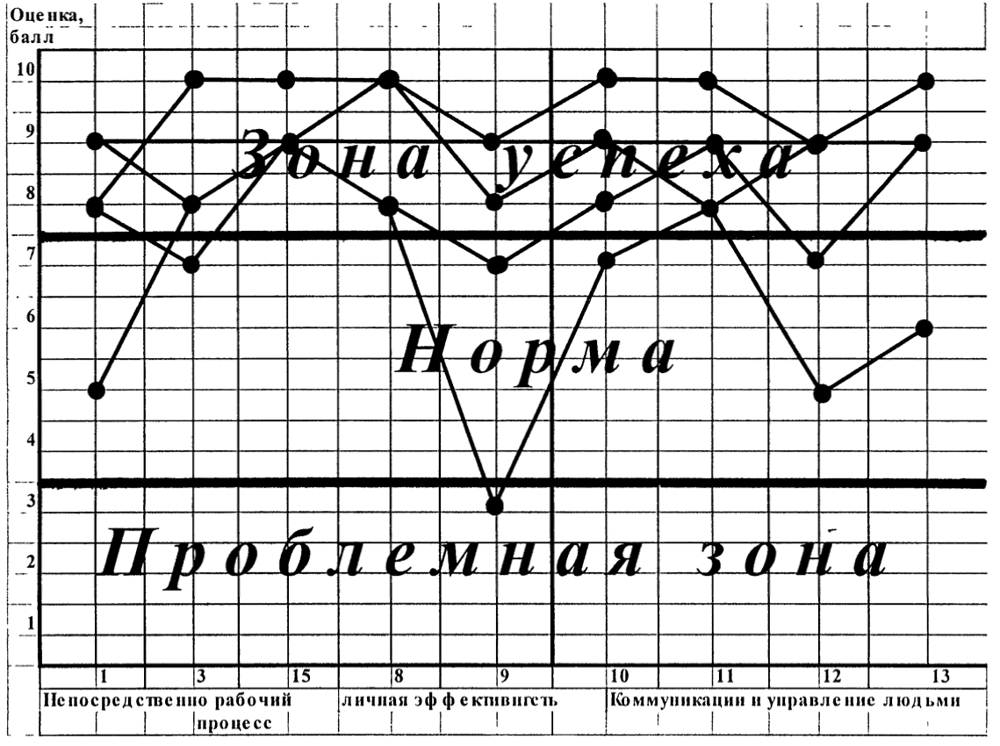 Оценка,
балл
10
9
Зона успеха
8
7
6
Норма
5
4
3
Проблемная зона
2
1
1 3 15 8 9 10 11 12 13
Непосредственно рабочий личная эффективнгсть Коммуникации и управление людьми
процесс